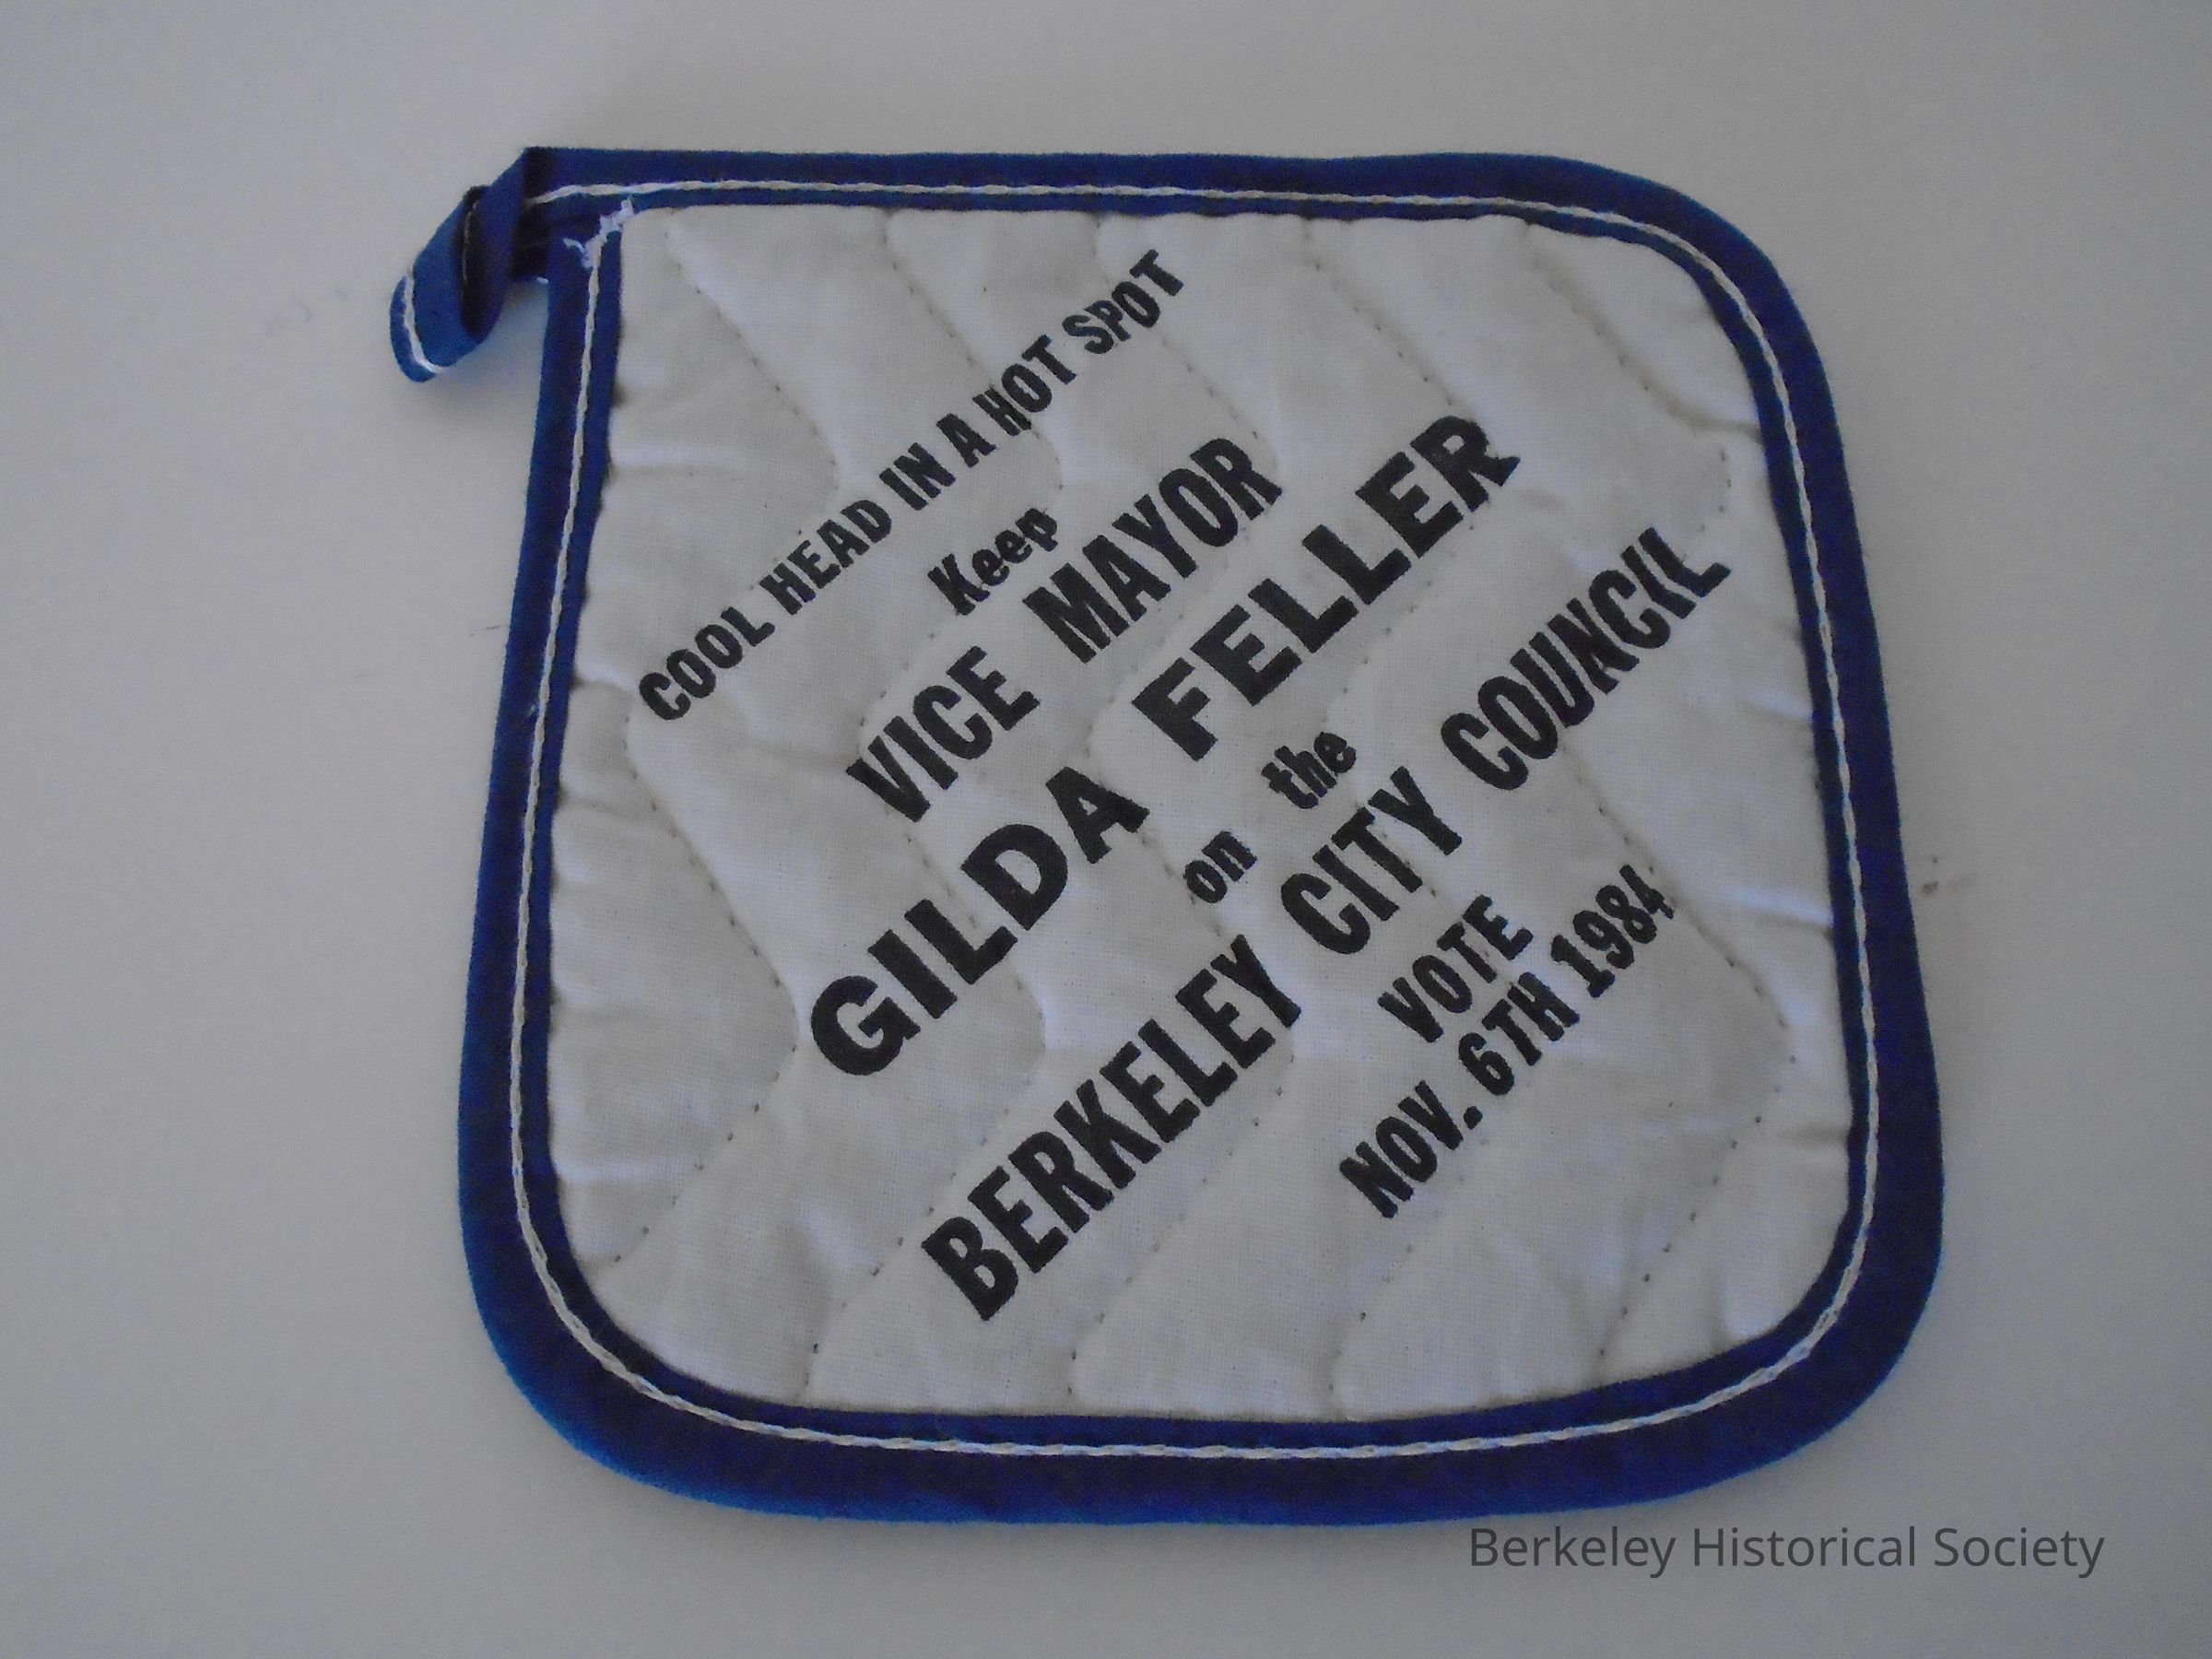 COOL HEAD IN A HOT SPOT
Keep
VICE MAYOR
GILDA FELLER
on the
BERKELEY CITY COUNCIL
VOTE
NOV. 6TH 1984
Berkeley Historical Society